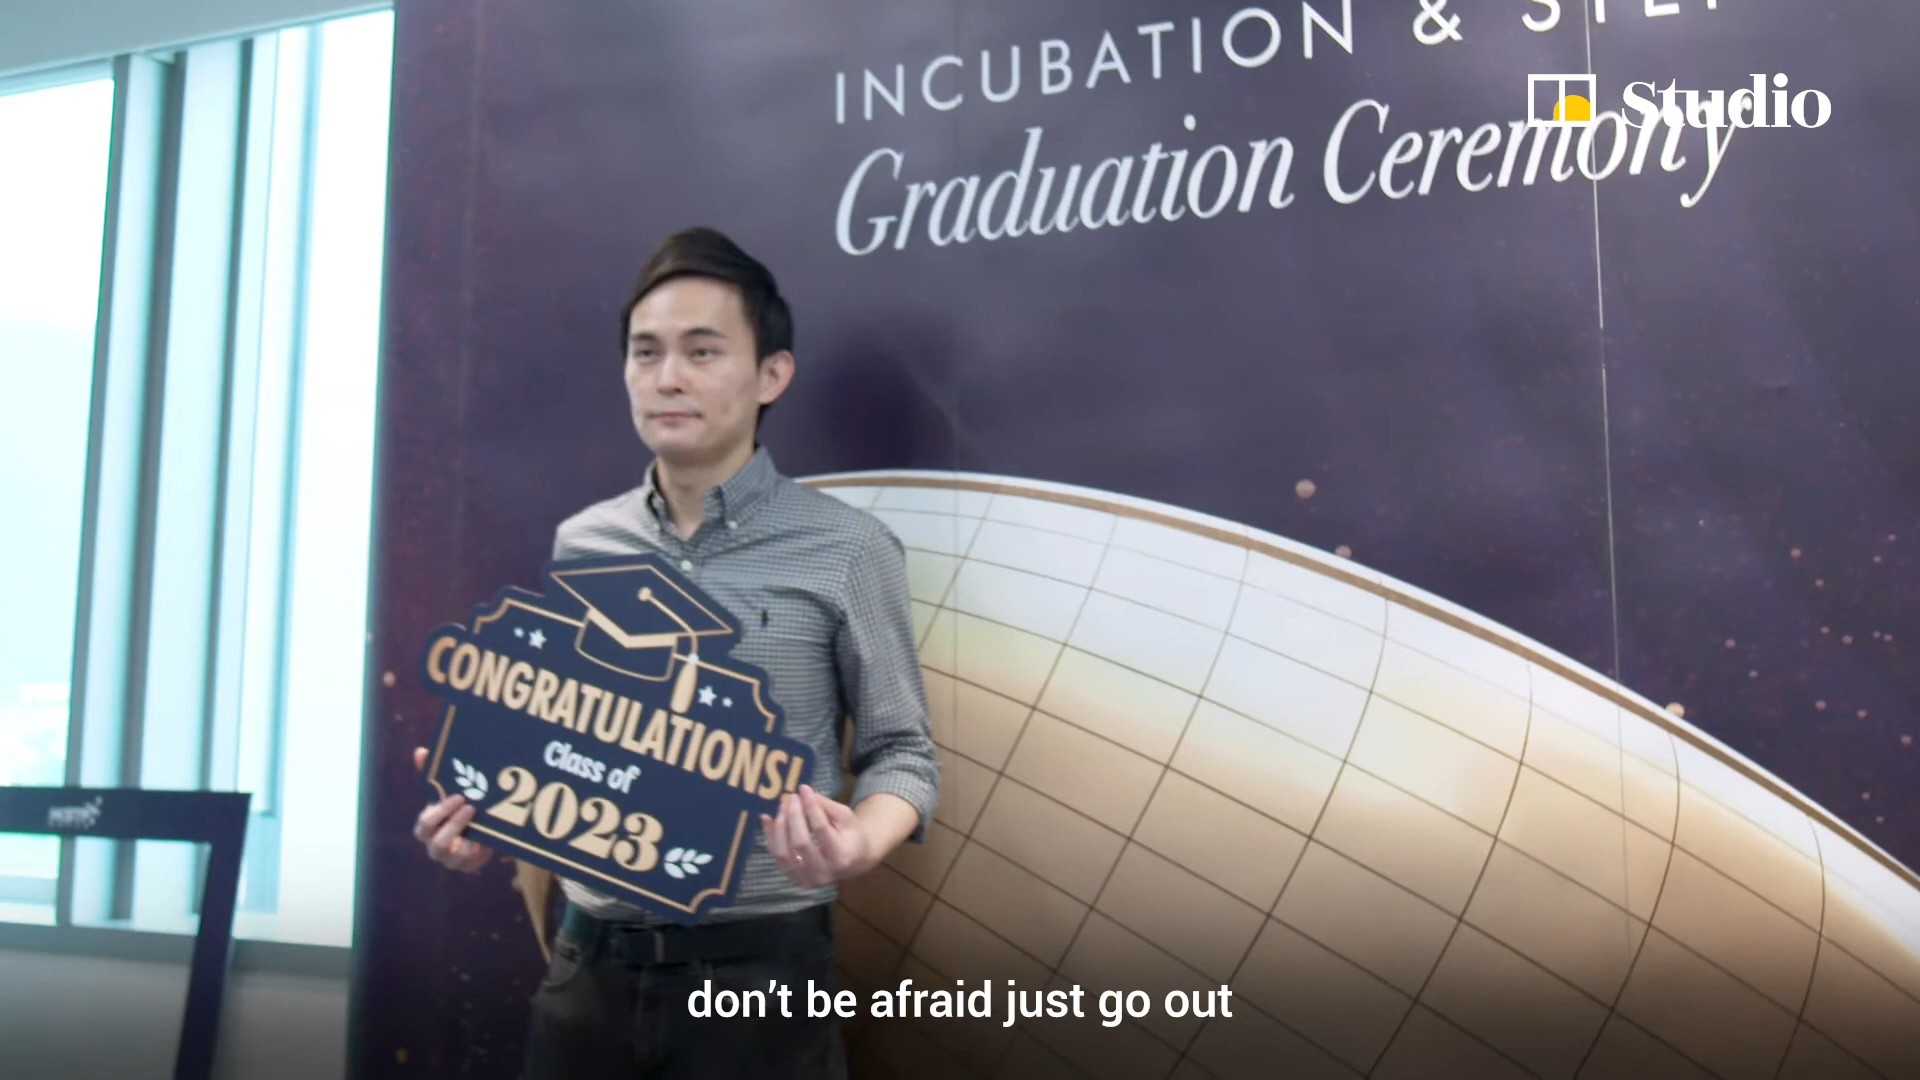 INCUBATION &
Studio
Graduation Ceremony
CONGRATULATIONS!
Class of
2023
don't be afraid just go out